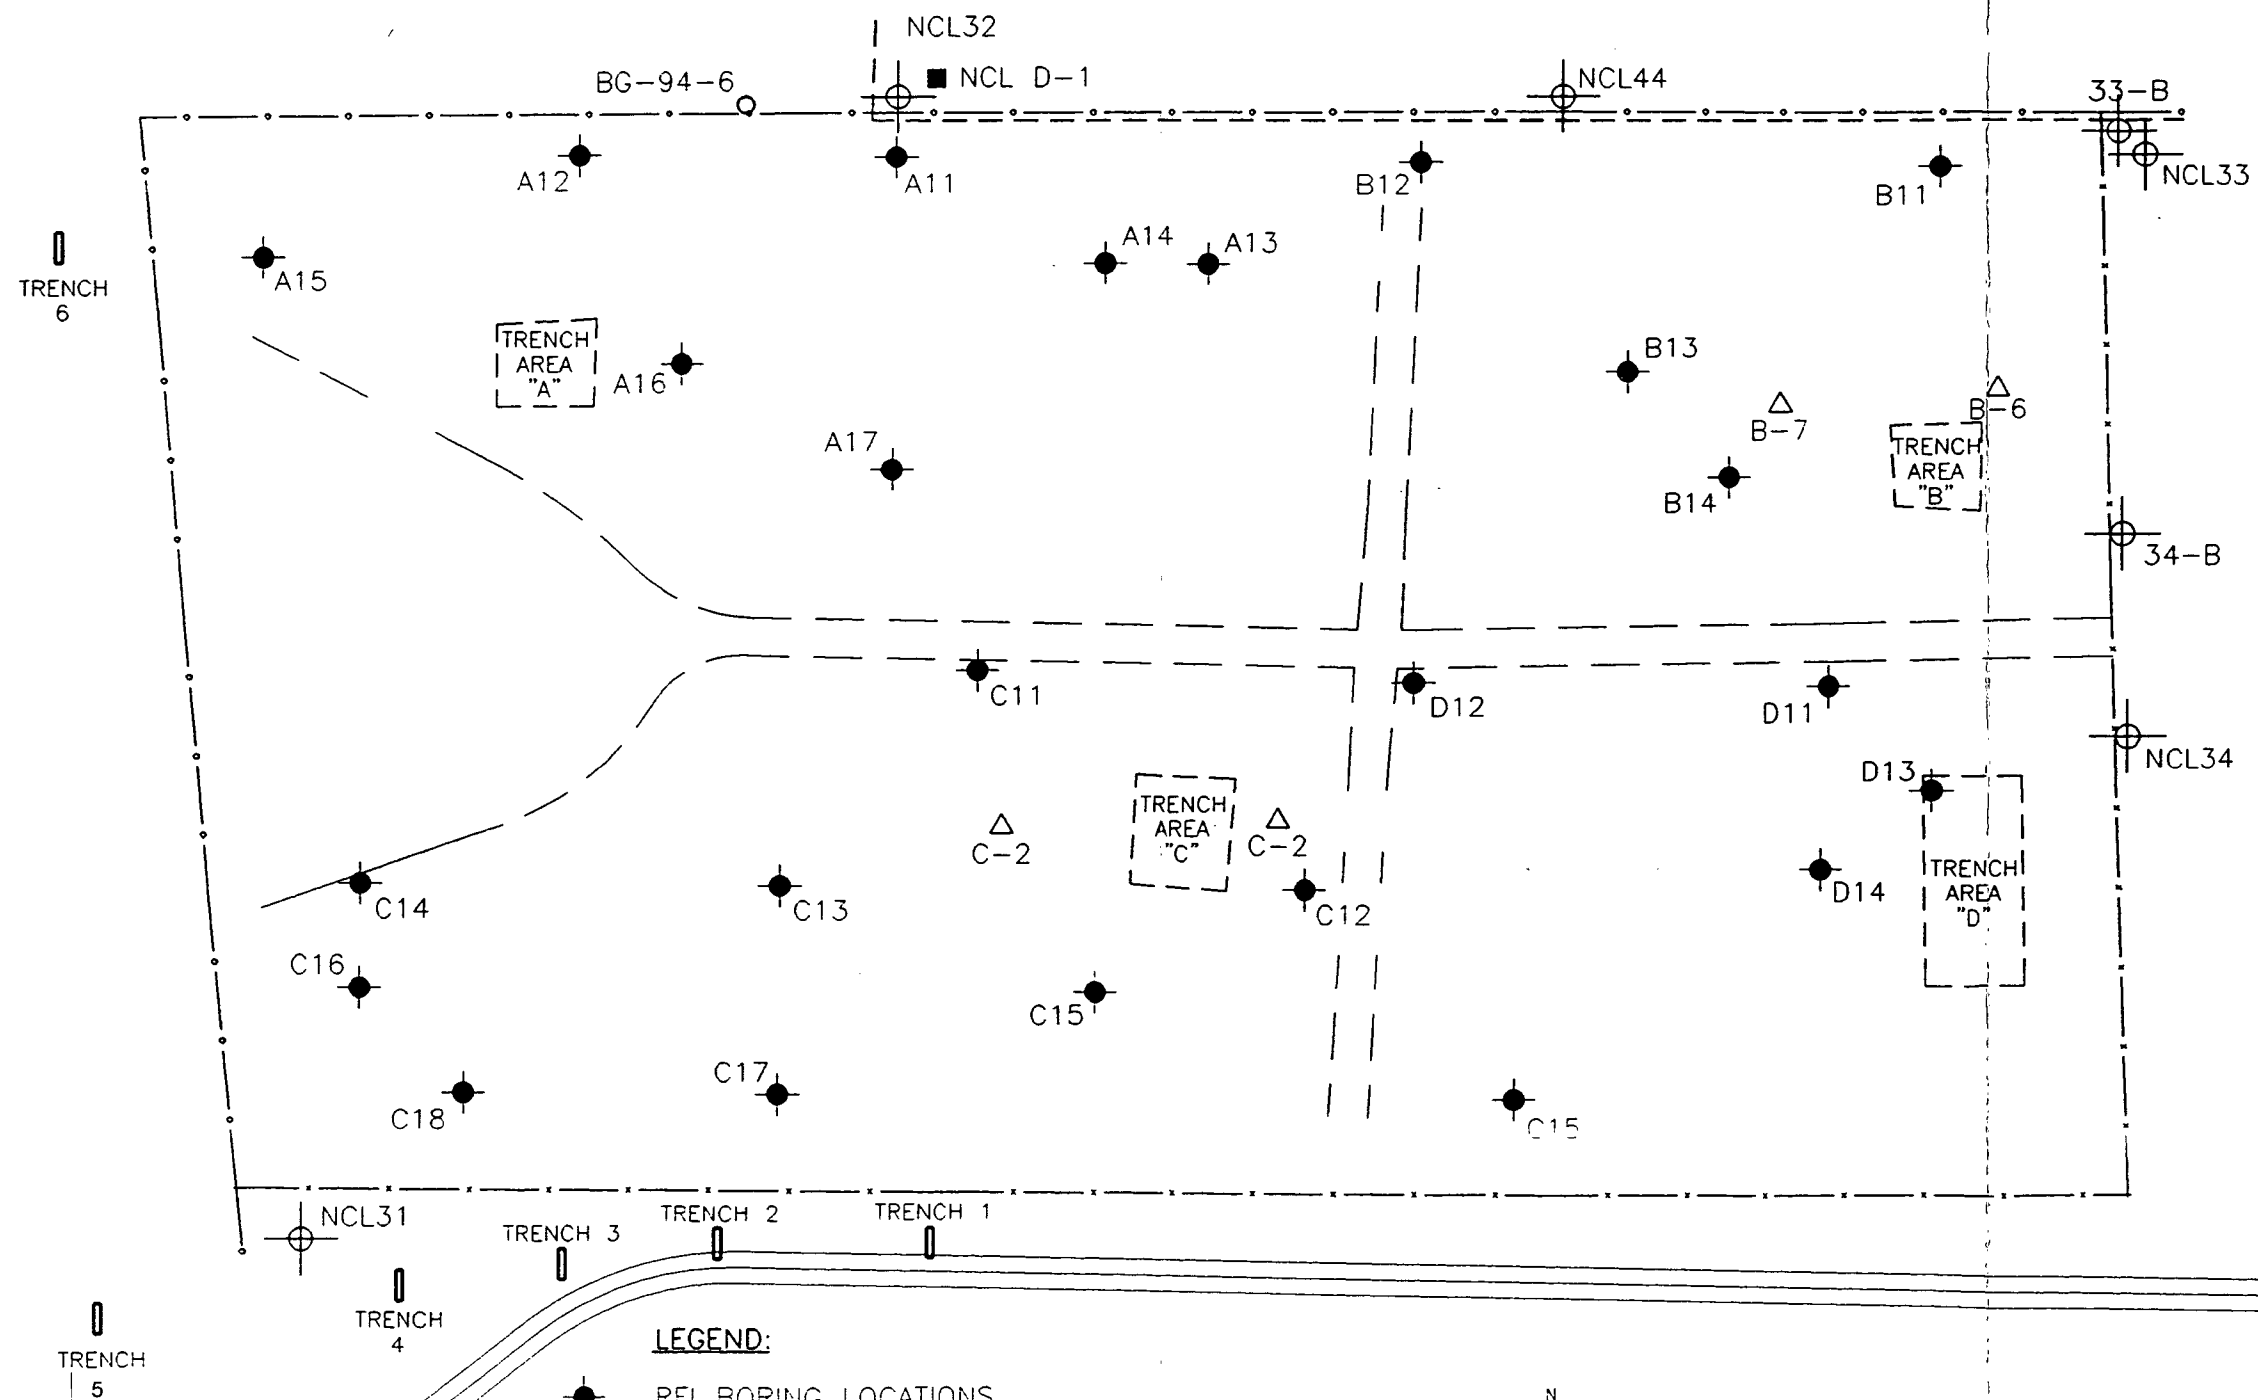 NCL32
BG-94-6
NCL D-1
NCL44
33-B
A12
A11
B12
B11
NCL33
A14
A13
TRENCH
6
A15
TRENCH
AREA
"A"
A16
B13
B-7
B-6
A17
TRENCH
AREA
"B"
B14
34-B
C11
D12
D11
NCL34
D13
TRENCH
AREA
"C"
C-2
C-2
C14
C13
C12
D14
TRENCH
AREA
"D"
C16
C15
C17
C18
C15
NCL31
TRENCH 3
TRENCH 2
TRENCH 1
TRENCH
4
TRENCH
5
LEGEND:
BORING LOCATIONS
N